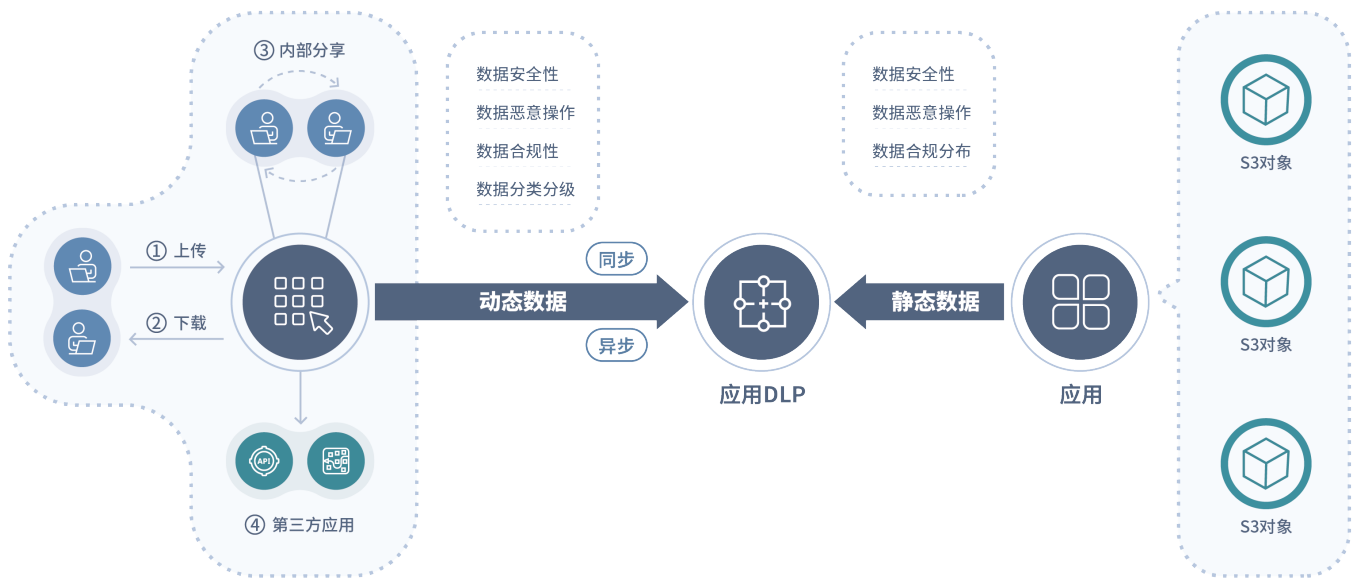 ③ 内部分享
① 上传
② 下载
API
④ 第三方应用
数据安全性
数据恶意操作
数据合规性
数据分类分级
同步
动态数据
异步
应用DLP
数据安全性
数据恶意操作
数据合规分布
静态数据
应用
S3对象
S3对象
S3对象